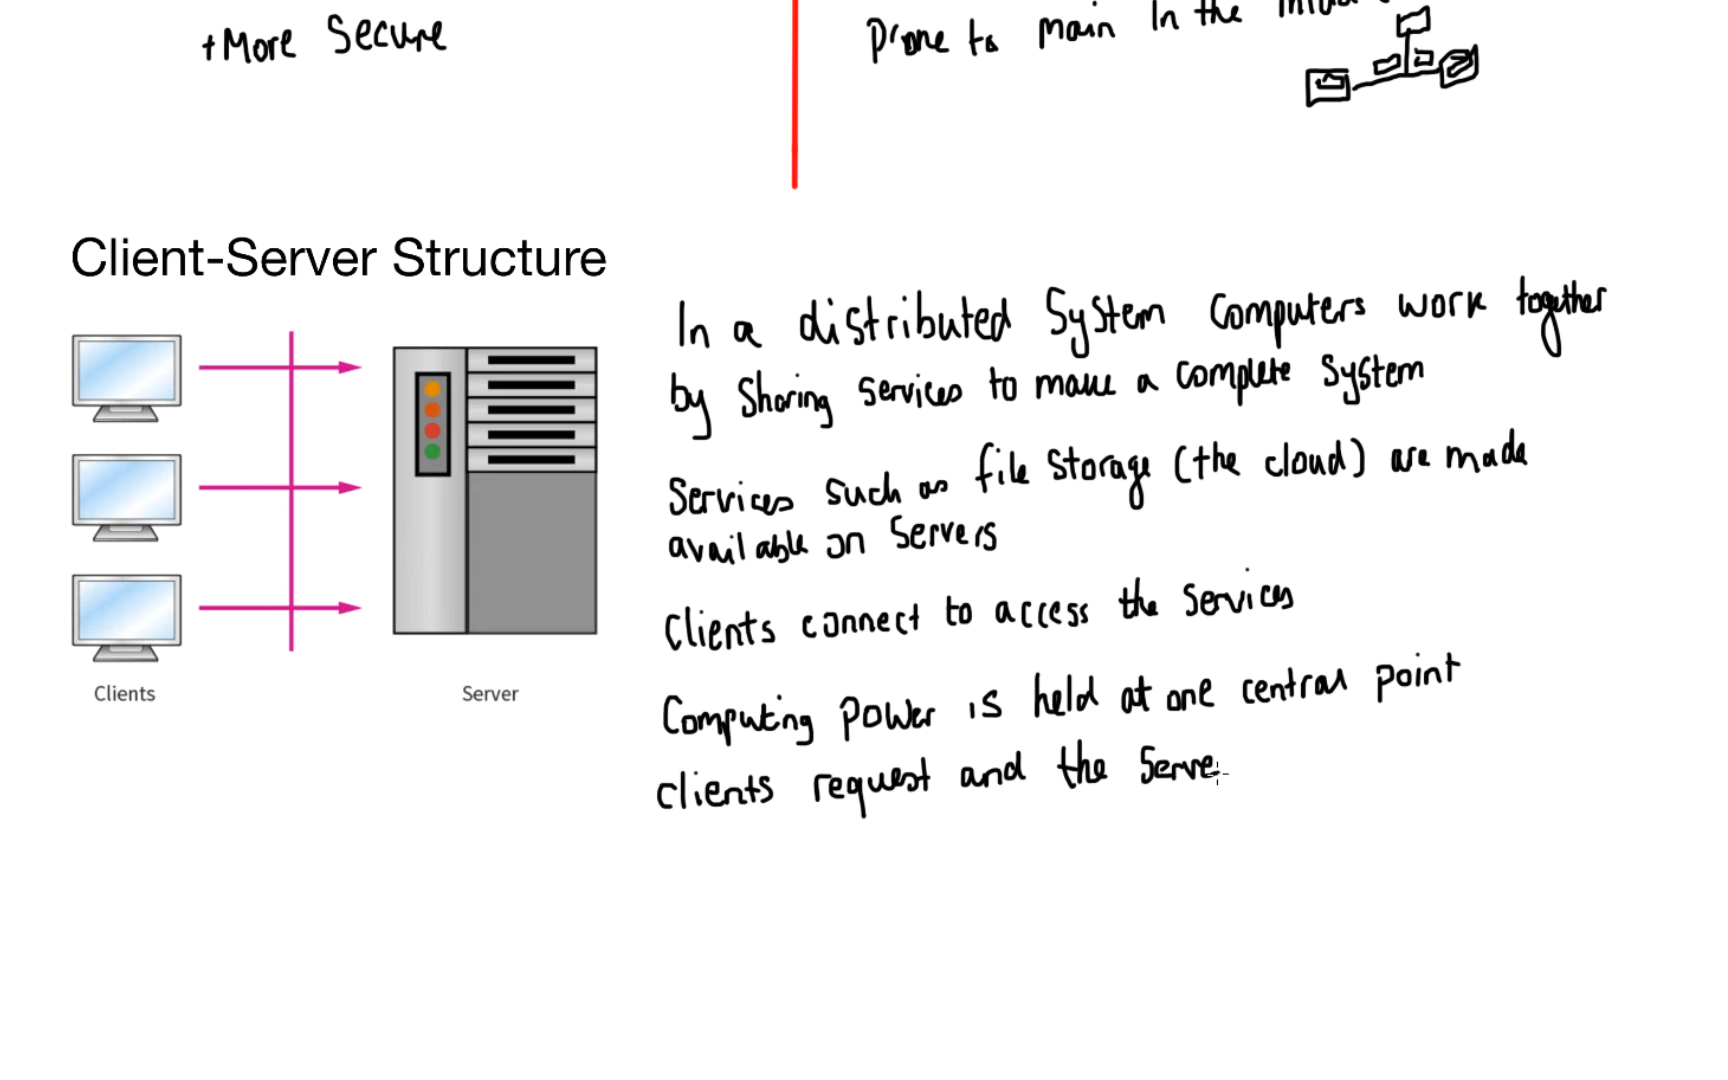 +More Secure
Prone to main In the
Client-Server Structure
In a distributed System Computers work together
by Sharing Services to make a complete System
Services such as file Storage (the cloud) are made
available on Servers
Clients connect to access the Services
Computing Power is held at one central point
clients request and the Serve
Clients
Server